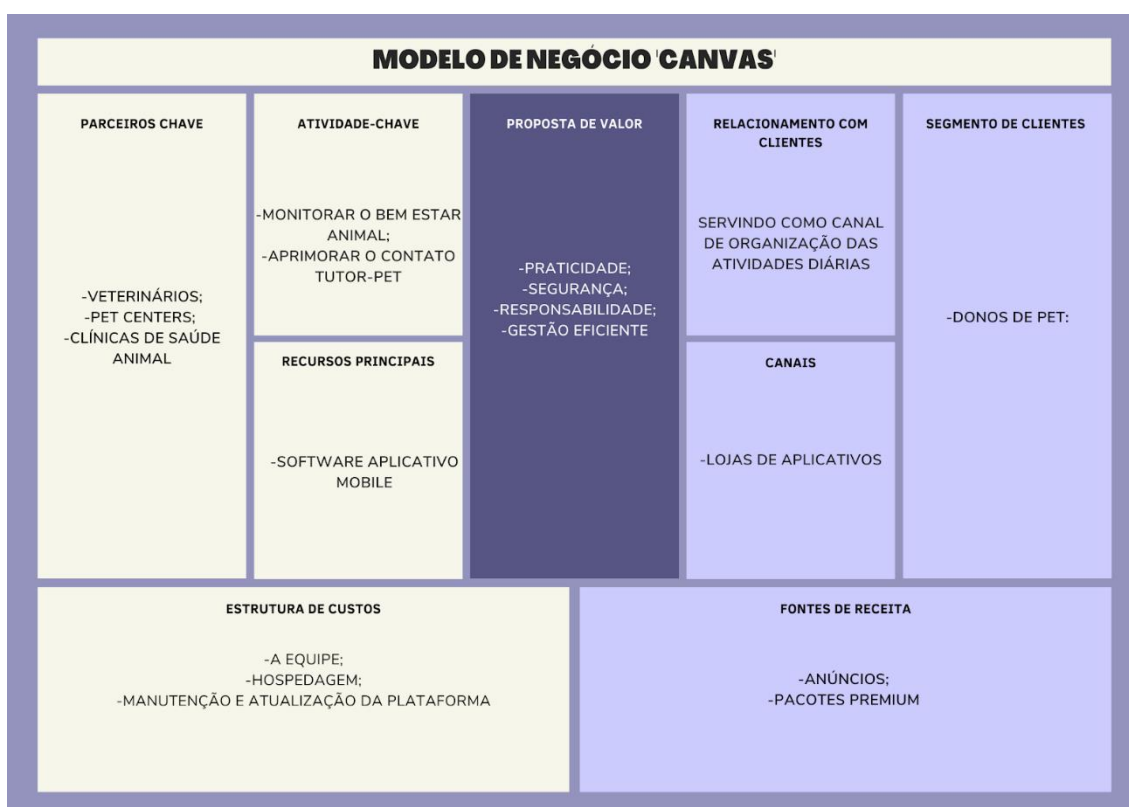 MODELO DE NEGÓCIO 'CANVAS'
PARCEIROS CHAVE
-VETERINÁRIOS;
-PET CENTERS;
-CLÍNICAS DE SAÚDE
ANIMAL
ATIVIDADE-CHAVE
-MONITORAR O BEM ESTAR
ANIMAL;
-APRIMORAR O CONTATO
TUTOR-PET
RECURSOS PRINCIPAIS
-SOFTWARE APLICATIVO
MOBILE
PROPOSTA DE VALOR
-PRATICIDADE;
-SEGURANÇA;
-RESPONSABILIDADE;
-GESTÃO EFICIENTE
RELACIONAMENTO COM
CLIENTES
SERVINDO COMO CANAL
DE ORGANIZAÇÃO DAS
ATIVIDADES DIÁRIAS
CANAIS
-LOJAS DE APLICATIVOS
SEGMENTO DE CLIENTES
-DONOS DE PET:
ESTRUTURA DE CUSTOS
-A EQUIPE;
-HOSPEDAGEM;
-MANUTENÇÃO E ATUALIZAÇÃO DA PLATAFORMA
FONTES DE RECEITA
-ANÚNCIOS;
-PACOTES PREMIUM